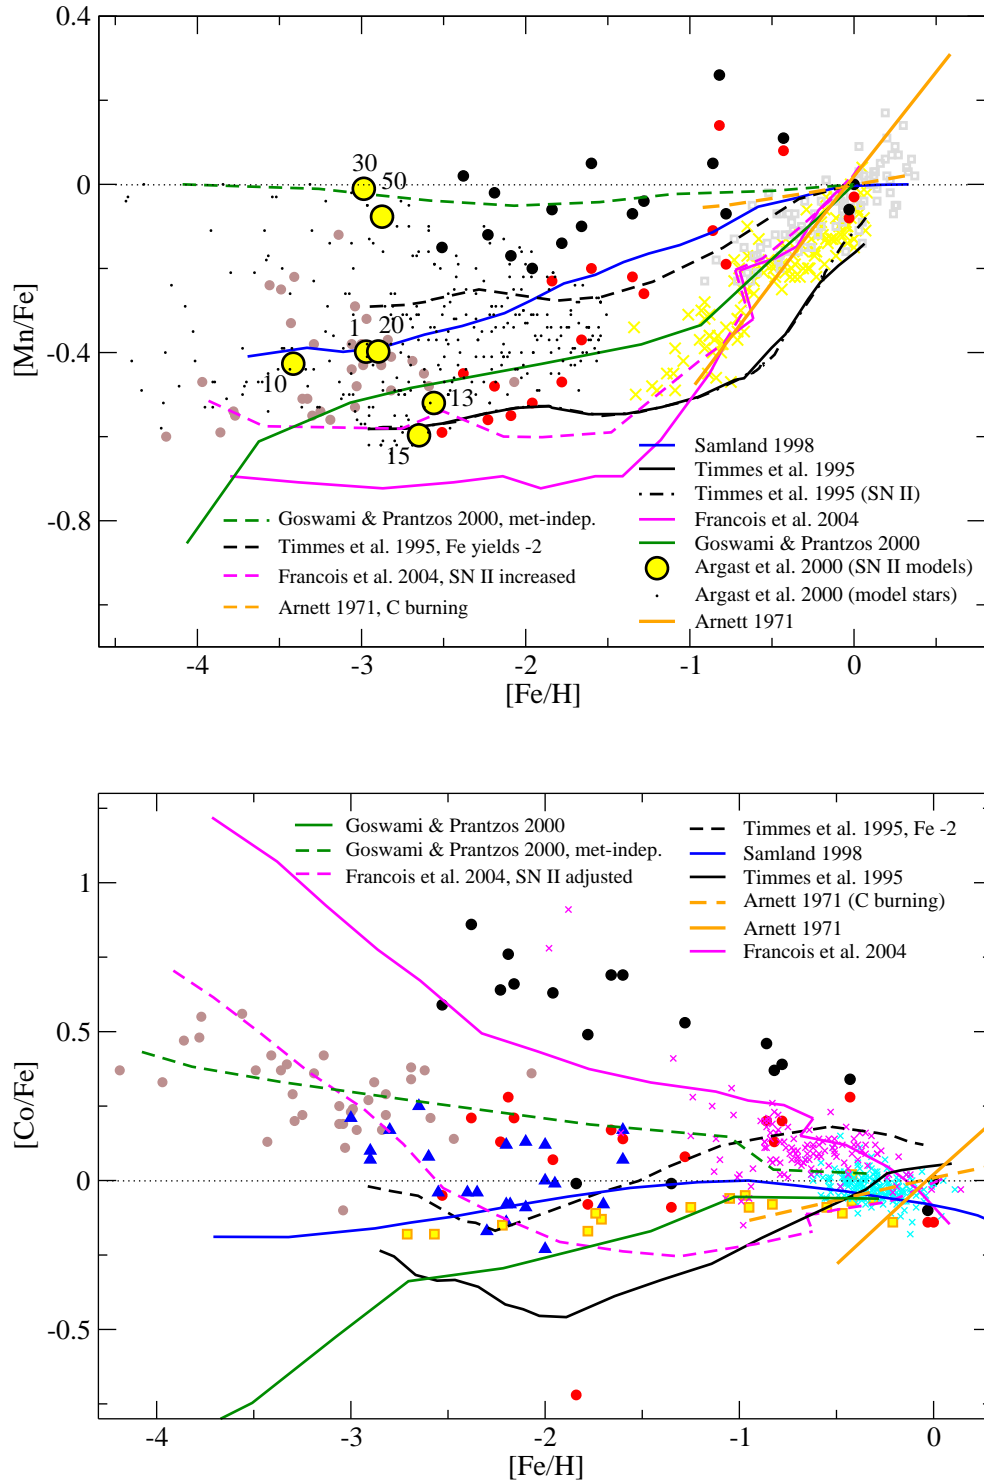 0.4
0
-0.4
-0.8
[Mn/Fe]
30
50
1
20
10
13
15
Samland 1998
Timmes et al. 1995
Timmes et al. 1995 (SN II)
Francois et al. 2004
Goswami & Prantzos 2000
Argast et al. 2000 (SN II models)
Argast et al. 2000 (model stars)
Arnett 1971
Goswami & Prantzos 2000, met-indep.
Timmes et al. 1995, Fe yields -2
Francois et al. 2004, SN II increased
Arnett 1971, C burning
-4 -3 -2 -1 0
[Fe/H]
1
0.5
0
-0.5
[Co/Fe]
Goswami & Prantzos 2000
Goswami & Prantzos 2000, met-indep.
Francois et al. 2004, SN II adjusted
Timmes et al. 1995, Fe -2
Samland 1998
Timmes et al. 1995
Arnett 1971 (C burning)
Arnett 1971
Francois et al. 2004
-4 -3 -2 -1 0
[Fe/H]